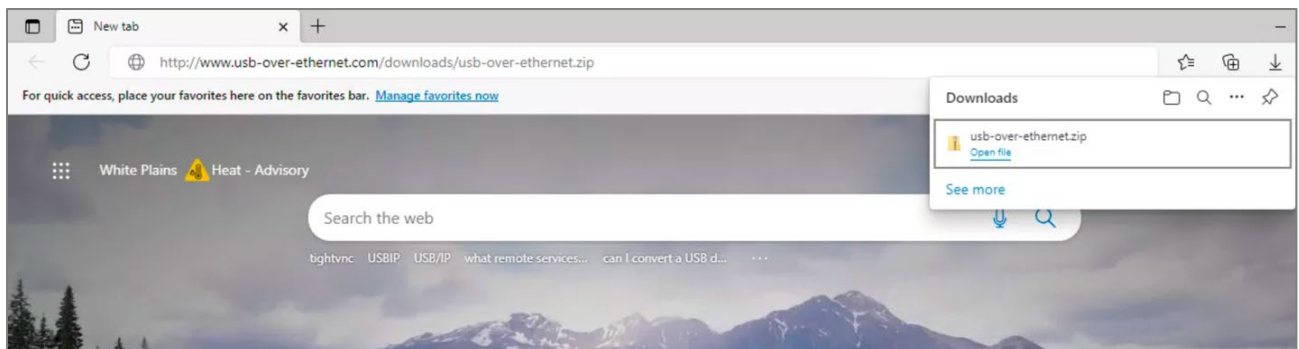 New tab
http://www.usb-over-ethernet.com/downloads/usb-over-ethernet.zip
For quick access, place your favorites here on the favorites bar. Manage favorites now
Downloads
usb-over-ethernet.zip
Open file
See more
White Plains Heat - Advisory
Search the web
tightvnc USBIP USB/IP what remote services... can I convert a USB d... ...